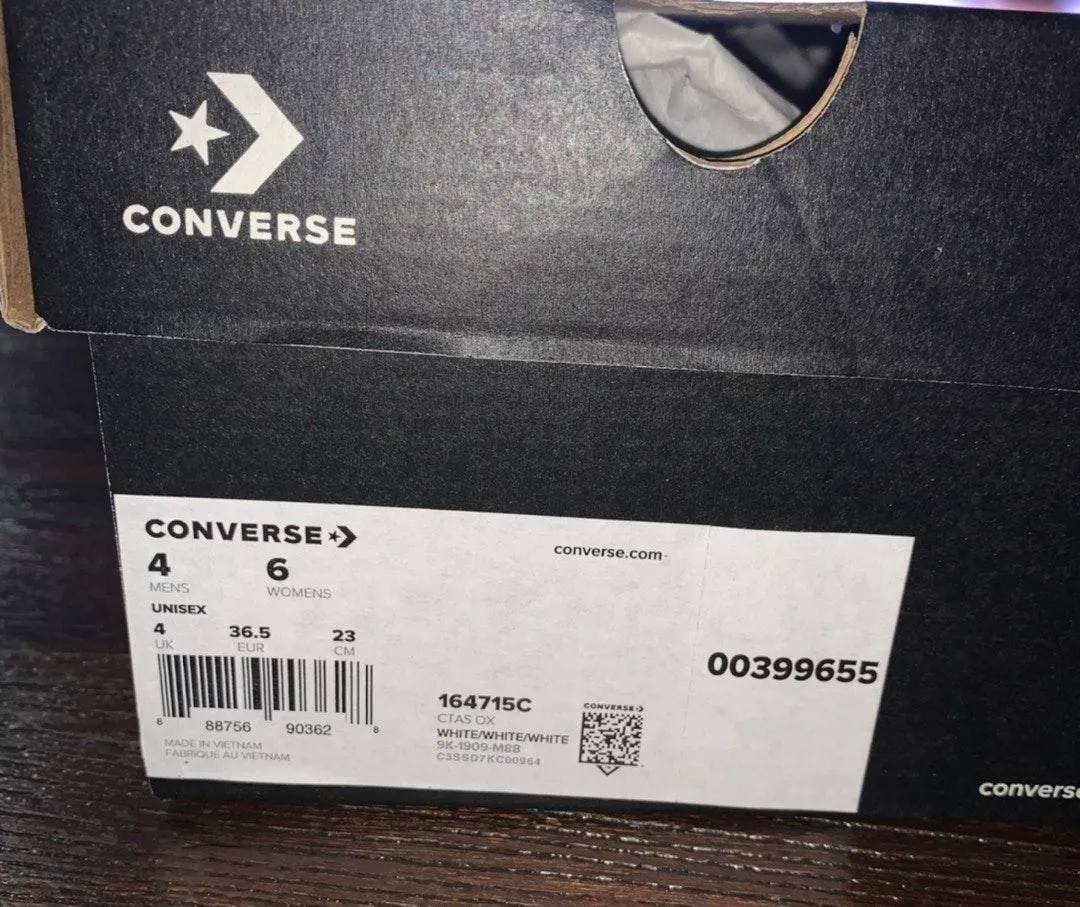 CONVERSE
CONVERSE
converse.com
4 6
MENS WOMENS
UNISEX
4 36.5 23
UK EUR CM
8 88756 90362 8
MADE IN VIETNAM
FABRIQUE AU VIETNAM
164715C
CTAS OX
WHITE/WHITE/WHITE
9K-1909-M88
C3SSD7KC00964
CONVERSE
00399655
converse